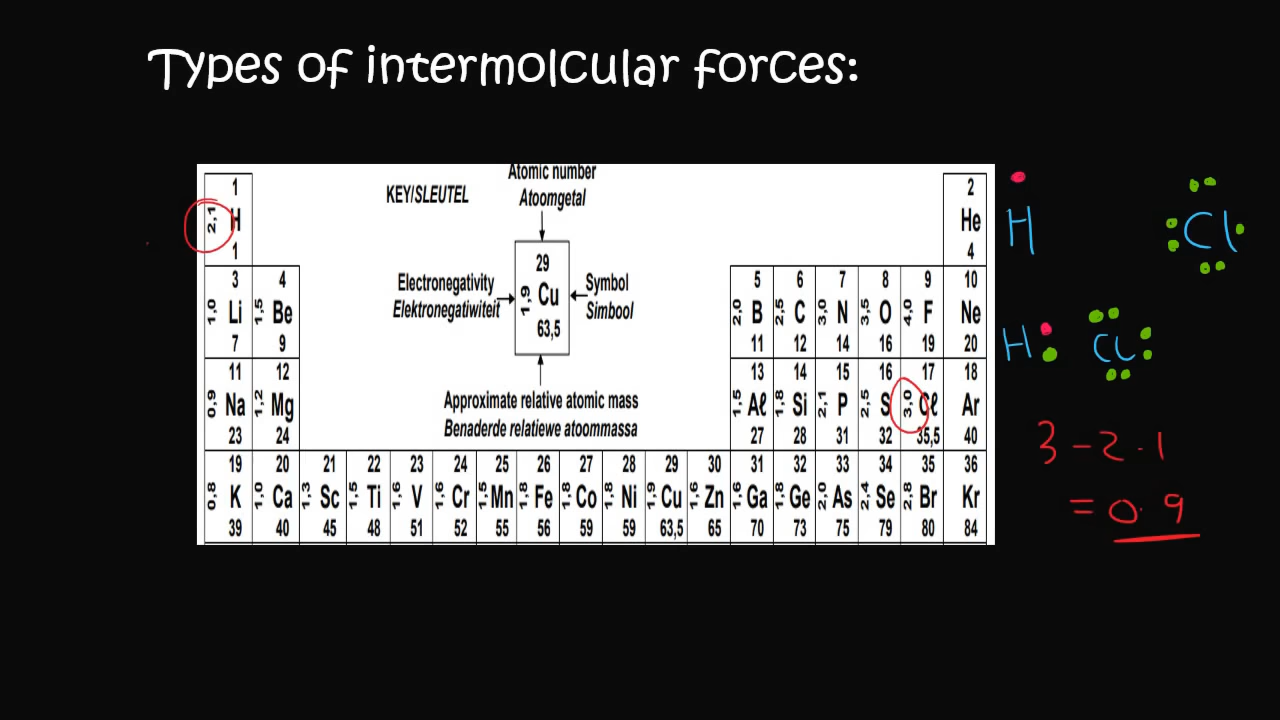 Types of intermolcular forces:
Atomic number
Atoomgetal
KEY/SLEUTEL
29
1,9 Cu
63,5
Electronegativity
Elektronegatiwiteit
Symbol
Simbool
Approximate relative atomic mass
Benaderde relatiewe atoommassa
1 2
2,1 H He
1 4
3 4 5 6 7 8 9 10
1,0 Li 1,5 Be 2,0 B 2,5 C 3,0 N 3,5 O 4,0 F Ne
7 9 11 12 14 16 19 20
11 12 13 14 15 16 17 18
0,9 Na 1,2 Mg 1,5 Aℓ 1,8 Si 2,1 P 2,5 S 3,0 Cℓ Ar
23 24 27 28 31 32 35,5 40
19 20 21 22 23 24 25 26 27 28 29 30 31 32 33 34 35 36
0,8 K 1,0 Ca 1,3 Sc 1,5 Ti 1,6 V 1,6 Cr 1,5 Mn 1,8 Fe 1,8 Co 1,8 Ni 1,9 Cu 1,6 Zn 1,6 Ga 1,8 Ge 2,0 As 2,4 Se 2,8 Br Kr
39 40 45 48 51 52 55 56 59 59 63,5 65 70 73 75 79 80 84
H Cl
H Cl
3 - 2.1
= 0.9